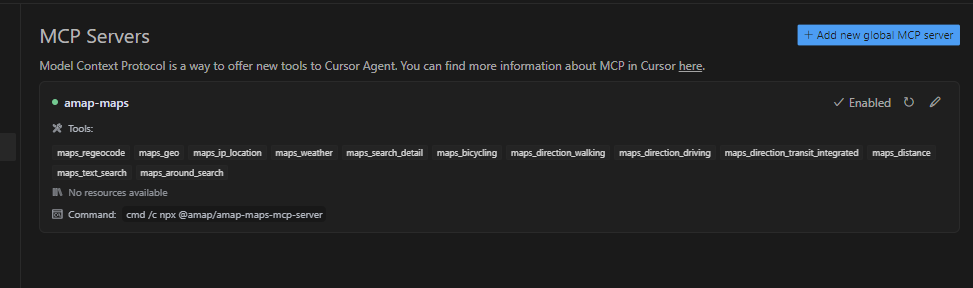 MCP Servers
+ Add new global MCP server
Model Context Protocol is a way to offer new tools to Cursor Agent. You can find more information about MCP in Cursor here.
amap-maps
Enabled
Tools:
maps_regeocode maps_geo maps_ip_location maps_weather maps_search_detail maps_bicycling maps_direction_walking maps_direction_driving maps_direction_transit_integrated maps_distance
maps_text_search maps_around_search
No resources available
Command: cmd /c npx @amap/amap-maps-mcp-server